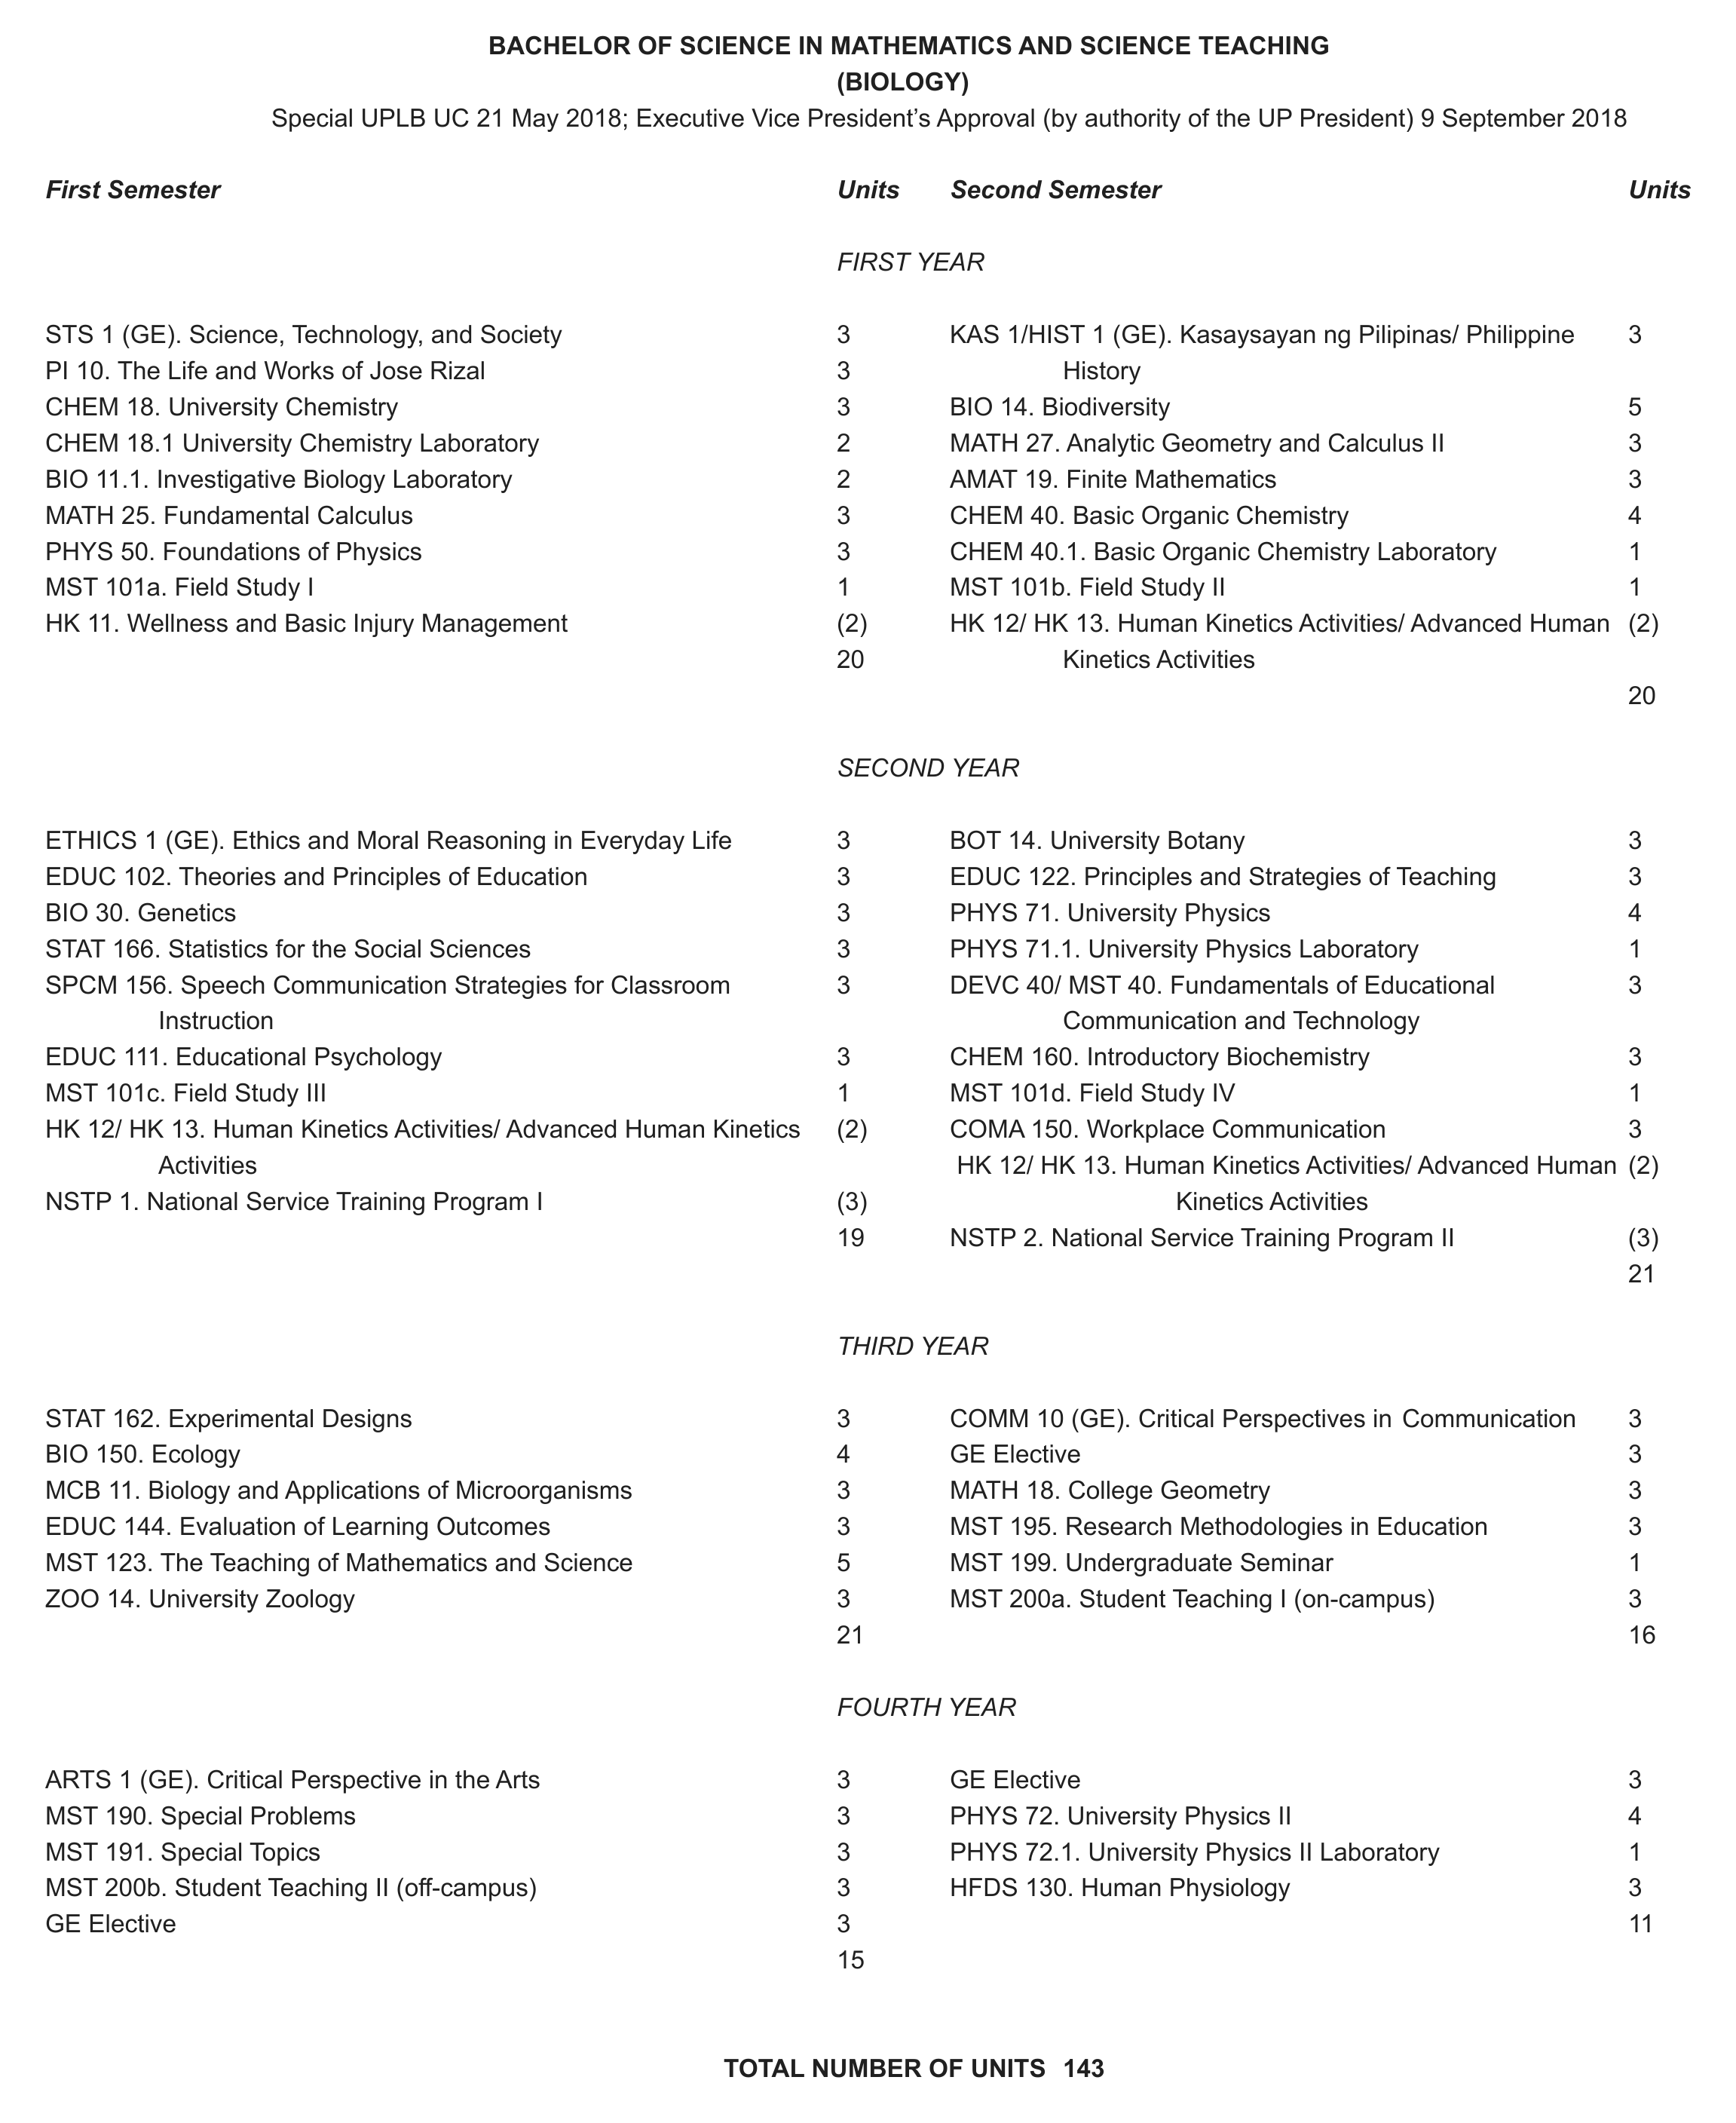 BACHELOR OF SCIENCE IN MATHEMATICS AND SCIENCE TEACHING
(BIOLOGY)
Special UPLB UC 21 May 2018; Executive Vice President’s Approval (by authority of the UP President) 9 September 2018
First Semester Units Second Semester Units
FIRST YEAR
STS 1 (GE). Science, Technology, and Society 3 KAS 1/HIST 1 (GE). Kasaysayan ng Pilipinas/ Philippine 3
PI 10. The Life and Works of Jose Rizal 3 History
CHEM 18. University Chemistry 3 BIO 14. Biodiversity 5
CHEM 18.1 University Chemistry Laboratory 2 MATH 27. Analytic Geometry and Calculus II 3
BIO 11.1. Investigative Biology Laboratory 2 AMAT 19. Finite Mathematics 3
MATH 25. Fundamental Calculus 3 CHEM 40. Basic Organic Chemistry 4
PHYS 50. Foundations of Physics 3 CHEM 40.1. Basic Organic Chemistry Laboratory 1
MST 101a. Field Study I 1 MST 101b. Field Study II 1
HK 11. Wellness and Basic Injury Management (2) HK 12/ HK 13. Human Kinetics Activities/ Advanced Human (2)
20 Kinetics Activities
20
SECOND YEAR
ETHICS 1 (GE). Ethics and Moral Reasoning in Everyday Life 3 BOT 14. University Botany 3
EDUC 102. Theories and Principles of Education 3 EDUC 122. Principles and Strategies of Teaching 3
BIO 30. Genetics 3 PHYS 71. University Physics 4
STAT 166. Statistics for the Social Sciences 3 PHYS 71.1. University Physics Laboratory 1
SPCM 156. Speech Communication Strategies for Classroom 3 DEVC 40/ MST 40. Fundamentals of Educational 3
Instruction Communication and Technology
EDUC 111. Educational Psychology 3 CHEM 160. Introductory Biochemistry 3
MST 101c. Field Study III 1 MST 101d. Field Study IV 1
HK 12/ HK 13. Human Kinetics Activities/ Advanced Human Kinetics (2) COMA 150. Workplace Communication 3
Activities HK 12/ HK 13. Human Kinetics Activities/ Advanced Human (2)
NSTP 1. National Service Training Program I (3) Kinetics Activities
19 NSTP 2. National Service Training Program II (3)
21
THIRD YEAR
STAT 162. Experimental Designs 3 COMM 10 (GE). Critical Perspectives in Communication 3
BIO 150. Ecology 4 GE Elective 3
MCB 11. Biology and Applications of Microorganisms 3 MATH 18. College Geometry 3
EDUC 144. Evaluation of Learning Outcomes 3 MST 195. Research Methodologies in Education 3
MST 123. The Teaching of Mathematics and Science 5 MST 199. Undergraduate Seminar 1
ZOO 14. University Zoology 3 MST 200a. Student Teaching I (on-campus) 3
21 16
FOURTH YEAR
ARTS 1 (GE). Critical Perspective in the Arts 3 GE Elective 3
MST 190. Special Problems 3 PHYS 72. University Physics II 4
MST 191. Special Topics 3 PHYS 72.1. University Physics II Laboratory 1
MST 200b. Student Teaching II (off-campus) 3 HFDS 130. Human Physiology 3
GE Elective 3 11
15
TOTAL NUMBER OF UNITS 143